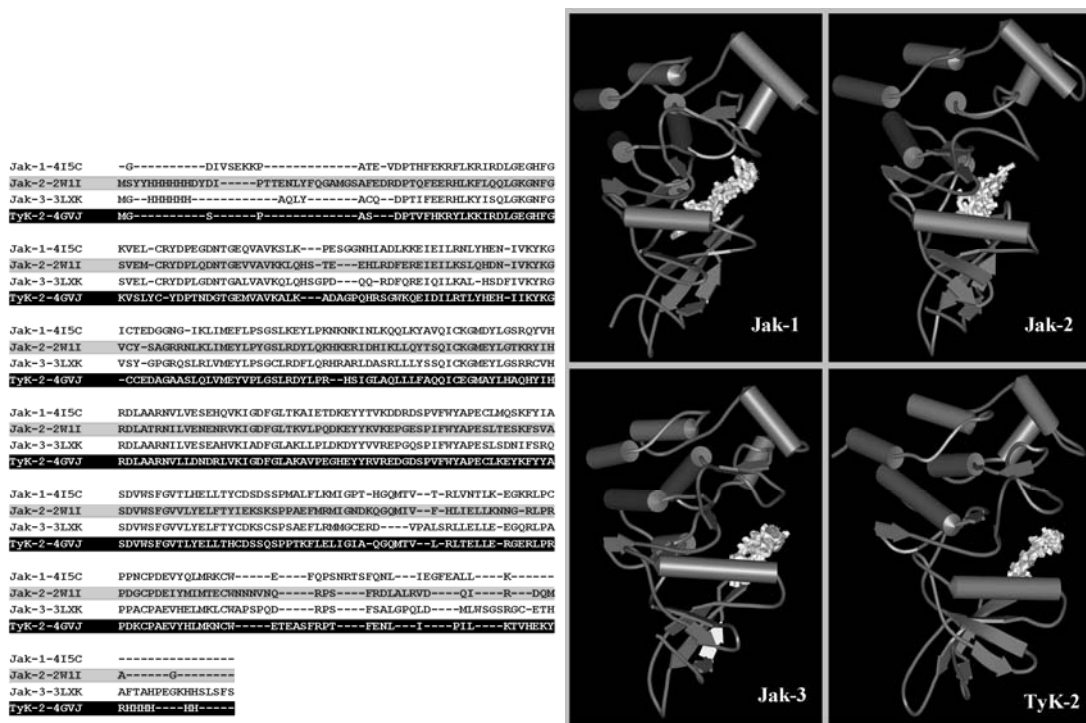 Jak-1-4I5C -G-----------DIVSEKKP-------------ATE-VDPTHFEKRFLKRIRDLGEGHFG
Jak-2-2W1I MSYYHHHHHHDYDI-----PTTENLYFQGAMGSAFEDRDPTQFEERHLKFLQQLGKGNFG
Jak-3-3LXK MG--HHHHHH-----------AQLY-----ACQ--DPTIFEERHLKYISQLGKGNFG
TyK-2-4GVJ MG---------S-----P------------AS--DPTVFHKRYLKKIRDLGEGHFG
Jak-1-4I5C KVEL-CRYDPEGDNTGEQVAVKSLK---PESGGNHIADLKKEIEILRNLYHEN-IVKYKG
Jak-2-2W1I SVEM-CRYDPLQDNTGEVVAVKKLQHS-TE---EHLRDFEREIEILKSLQHDN-IVKYKG
Jak-3-3LXK SVEL-CRYDPLGDNTGALVAVKQLQHSGPD---QQ-RDFQREIQILKALHSDFIVKYRG
TyK-2-4GVJ KVSLYC-YDPTNDGTGEMVAVKALK---ADAGPQHRSGWKQEIDILRTLYHEH-IIKYKG
Jak-1-4I5C ICTEDGGNG-IKLIMEFLPSGSLKEYLPKNKNKINLKQQLKYAVQICKGMDYLGSRQYVH
Jak-2-2W1I VCY-SAGRRNLKLIMEYLPYGSLRDYLQKHKERIDHIKLLQYTSQICKGMEYLGTKRYIH
Jak-3-3LXK VSY-GPGRQSLRLVMEYLPSGCLRDFLQRHRARLDASRLLLYSSQICKGMEYLGSRRCVH
TyK-2-4GVJ -CCEDAGAASLQLVMEYVPLGSLRDYLPR--HSIGLAQLLLFAQQICEGMAYLHAQHYIH
Jak-1-4I5C RDLAARNVLVESEHQVKIGDFGLTKAIETDKEYYTVKDDRDSPVFWYAPECLMQSKFYIA
Jak-2-2W1I RDLATRNILVENENRVKIGDFGLTKVLPQDKEYYKVKEPGESPIFWYAPESLTESKFSVA
Jak-3-3LXK RDLAARNILVESEAHVKIADFGLAKLLPLDKDYYVVREPGQSPIFWYAPESLSDNIFSRQ
TyK-2-4GVJ RDLAARNVLLDNDRLVKIGDFGLAKAVPEGHEYYRVREDGDSPVFWYAPECLKEYKFYYA
Jak-1-4I5C SDVWSFGVTLHELLTYCDSDSSPMALFLKMIGPT-HGQMTV--T-RLVNTLK-EGKRLPC
Jak-2-2W1I SDVWSFGVVLYELFTYIEKSKSPPAEFMRMIGNDKQGQMIV--F-HLIELLKNNG-RLPR
Jak-3-3LXK SDVWSFGVVLYELFTYCDKSCSPSAEFLRMMGCERD----VPALSRLLELLE-EGQRLPA
TyK-2-4GVJ SDVWSFGVTLYELLTHCDSSQSPPTKFLELIGIA-QGQMTV--L-RLTELLE-RGERLPR
Jak-1-4I5C PPNCPDEVYQLMRKCW----E----FQPSNRTSFQNL---IEGFEALL---K------
Jak-2-2W1I PDGCPDEIYMIMTECWNNNVNQ----RPS----FRDLALRVD----QI---R---DQM
Jak-3-3LXK PPACPAEVHELMKLCWAPSPQD----RPS----FSALGPQLD----MLWSGSRGC-ETH
TyK-2-4GVJ PDKCPAEVYHLMKNCW----ETEASFRPT----FENL---I----PIL---KTVHEKY
Jak-1-4I5C ----------------
Jak-2-2W1I A------G--------
Jak-3-3LXK AFTAHPEGKHHSLSFS
TyK-2-4GVJ RHHHH----HH-----
Jak-1
Jak-2
Jak-3
TyK-2